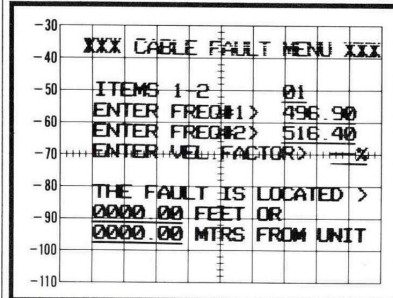 -30
XXX CABLE FAULT MENU XXX
-40
-50
ITEMS 1-2 01
ENTER FREQ#1> 496.90
-60
ENTER FREQ#2> 516.40
-70
ENTER VEL FACTOR> --%
-80
THE FAULT IS LOCATED >
-90
0000.00 FEET OR
0000.00 MTRS FROM UNIT
-100
-110